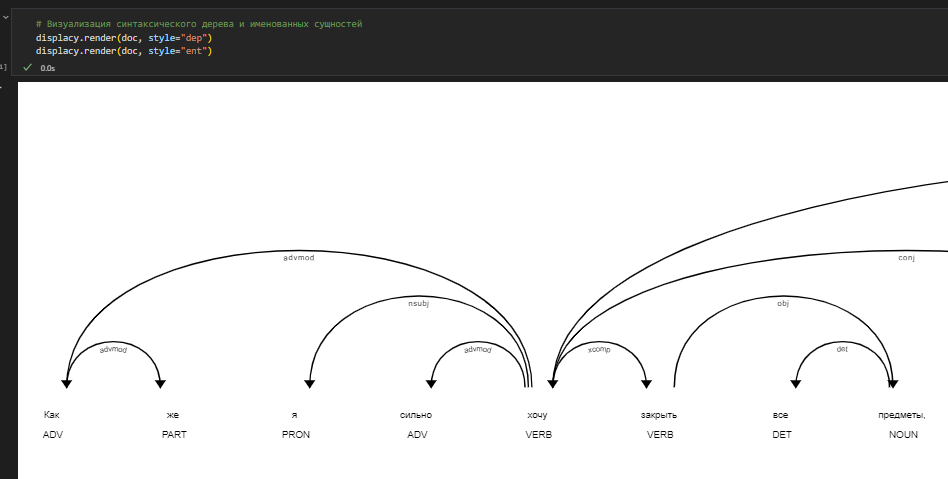 # Визуализация синтаксического дерева и именованных сущностей
displacy.render(doc, style="dep")
displacy.render(doc, style="ent")
0.0s
advmod conj
nsubj obj
advmod advmod xcomp det
Как же я сильно хочу закрыть все предметы,
ADV PART PRON ADV VERB VERB DET NOUN